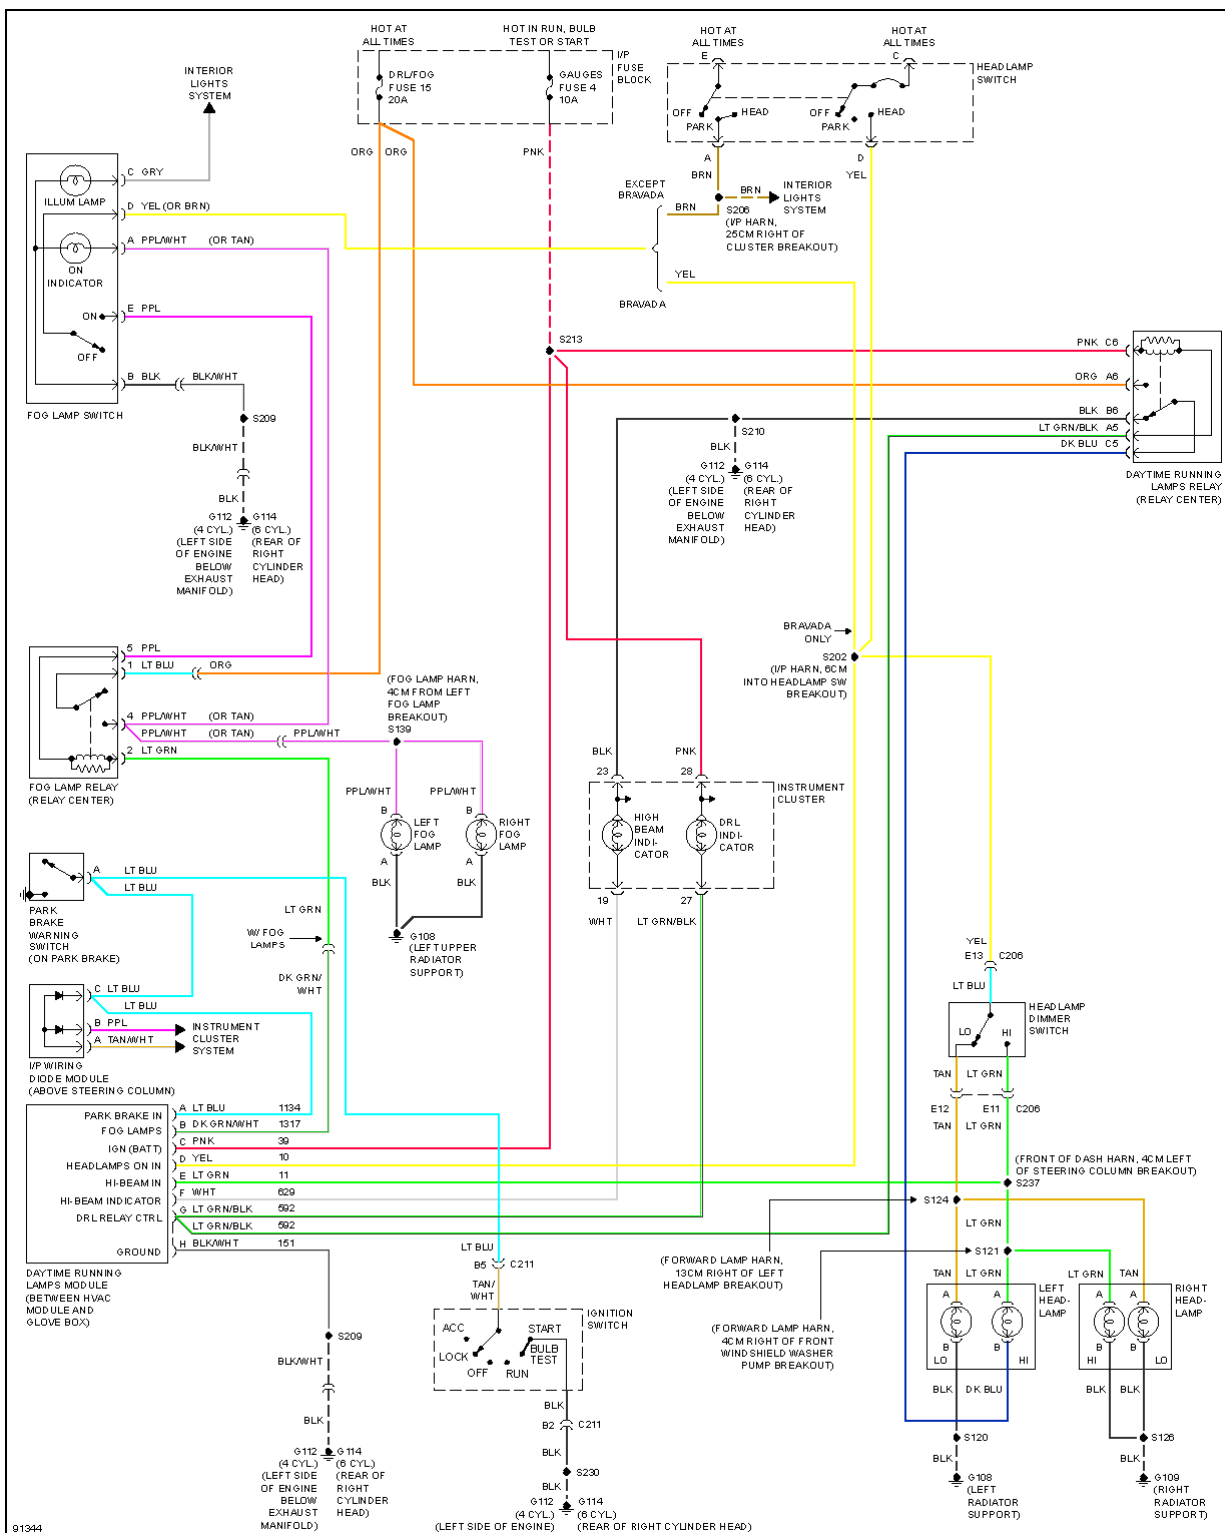 HOT AT
ALL TIMES
HOT IN RUN, BULB
TEST OR START
HOT AT
ALL TIMES
HOT AT
ALL TIMES
E
C
I/P
FUSE
BLOCK
DRL/FOG
FUSE 15
20A
GAUGES
FUSE 4
10A
HEADLAMP
SWITCH
OFF
PARK
HEAD
OFF
PARK
HEAD
INTERIOR
LIGHTS
SYSTEM
ORG
ORG
PNK
A
BRN
D
YEL
C GRY
ILLUM LAMP
D YEL (OR BRN)
A PPL/WHT (OR TAN)
ON
INDICATOR
E PPL
ON
OFF
B BLK
BLK/WHT
FOG LAMP SWITCH
EXCEPT
BRAVADA
BRN
BRN
INTERIOR
LIGHTS
SYSTEM
S206
(I/P HARN,
25CM RIGHT OF
CLUSTER BREAKOUT)
YEL
BRAVADA
S213
PNK C6
ORG A6
BLK B6
LT GRN/BLK A5
DK BLU C5
DAYTIME RUNNING
LAMPS RELAY
(RELAY CENTER)
S209
BLK/WHT
BLK
G112
(4 CYL.)
(LEFT SIDE
OF ENGINE
BELOW
EXHAUST
MANIFOLD)
G114
(6 CYL.)
(REAR OF
RIGHT
CYLINDER
HEAD)
S210
BLK
G112
(4 CYL.)
(LEFT SIDE
OF ENGINE
BELOW
EXHAUST
MANIFOLD)
G114
(6 CYL.)
(REAR OF
RIGHT
CYLINDER
HEAD)
BRAVADA
ONLY
S202
(I/P HARN, 6CM
INTO HEADLAMP SW
BREAKOUT)
5 PPL
1 LT BLU
ORG
4 PPL/WHT (OR TAN)
PPL/WHT (OR TAN)
PPL/WHT
2 LT GRN
FOG LAMP RELAY
(RELAY CENTER)
(FOG LAMP HARN,
4CM FROM LEFT
FOG LAMP
BREAKOUT)
S139
PPL/WHT
PPL/WHT
B
B
LEFT
FOG
LAMP
RIGHT
FOG
LAMP
A
A
BLK
BLK
G108
(LEFT UPPER
RADIATOR
SUPPORT)
BLK
PNK
23
28
INSTRUMENT
CLUSTER
HIGH
BEAM
INDI-
CATOR
DRL
INDI-
CATOR
19
27
WHT
LT GRN/BLK
A LT BLU
LT BLU
PARK
BRAKE
WARNING
SWITCH
(ON PARK BRAKE)
LT GRN
W/ FOG
LAMPS
DK GRN/
WHT
C LT BLU
LT BLU
B PPL
A TAN/WHT
INSTRUMENT
CLUSTER
SYSTEM
I/P WIRING
DIODE MODULE
(ABOVE STEERING COLUMN)
YEL
E13
C206
LT BLU
HEADLAMP
DIMMER
SWITCH
LO
HI
TAN
LT GRN
E12
E11
C206
TAN
LT GRN
PARK BRAKE IN A LT BLU 1134
FOG LAMPS B DK GRN/WHT 1317
IGN (BATT) C PNK 39
HEADLAMPS ON IN D YEL 10
HI-BEAM IN E LT GRN 11
HI-BEAM INDICATOR F WHT 629
DRL RELAY CTRL G LT GRN/BLK 592
LT GRN/BLK 592
GROUND H BLK/WHT 151
DAYTIME RUNNING
LAMPS MODULE
(BETWEEN HVAC
MODULE AND
GLOVE BOX)
(FRONT OF DASH HARN, 4CM LEFT
OF STEERING COLUMN BREAKOUT)
S237
S124
LT GRN
S121
(FORWARD LAMP HARN,
13CM RIGHT OF LEFT
HEADLAMP BREAKOUT)
(FORWARD LAMP HARN,
4CM RIGHT OF FRONT
WINDSHIELD WASHER
PUMP BREAKOUT)
LT BLU
B5
C211
TAN/
WHT
IGNITION
SWITCH
ACC
LOCK
OFF
RUN
START
BULB
TEST
BLK
B2
C211
BLK
S230
BLK
G112
(4 CYL.)
(LEFT SIDE OF ENGINE)
G114
(6 CYL.)
(REAR OF RIGHT CYLINDER HEAD)
S209
BLK/WHT
BLK
G112
(4 CYL.)
(LEFT SIDE
OF ENGINE
BELOW
EXHAUST
MANIFOLD)
G114
(6 CYL.)
(REAR OF
RIGHT
CYLINDER
HEAD)
TAN
LT GRN
LEFT
HEAD-
LAMP
A
A
B
B
LO
HI
BLK
DK BLU
S120
BLK
G108
(LEFT
RADIATOR
SUPPORT)
LT GRN
TAN
RIGHT
HEAD-
LAMP
A
A
B
B
HI
LO
BLK
BLK
S126
BLK
G109
(RIGHT
RADIATOR
SUPPORT)
91344